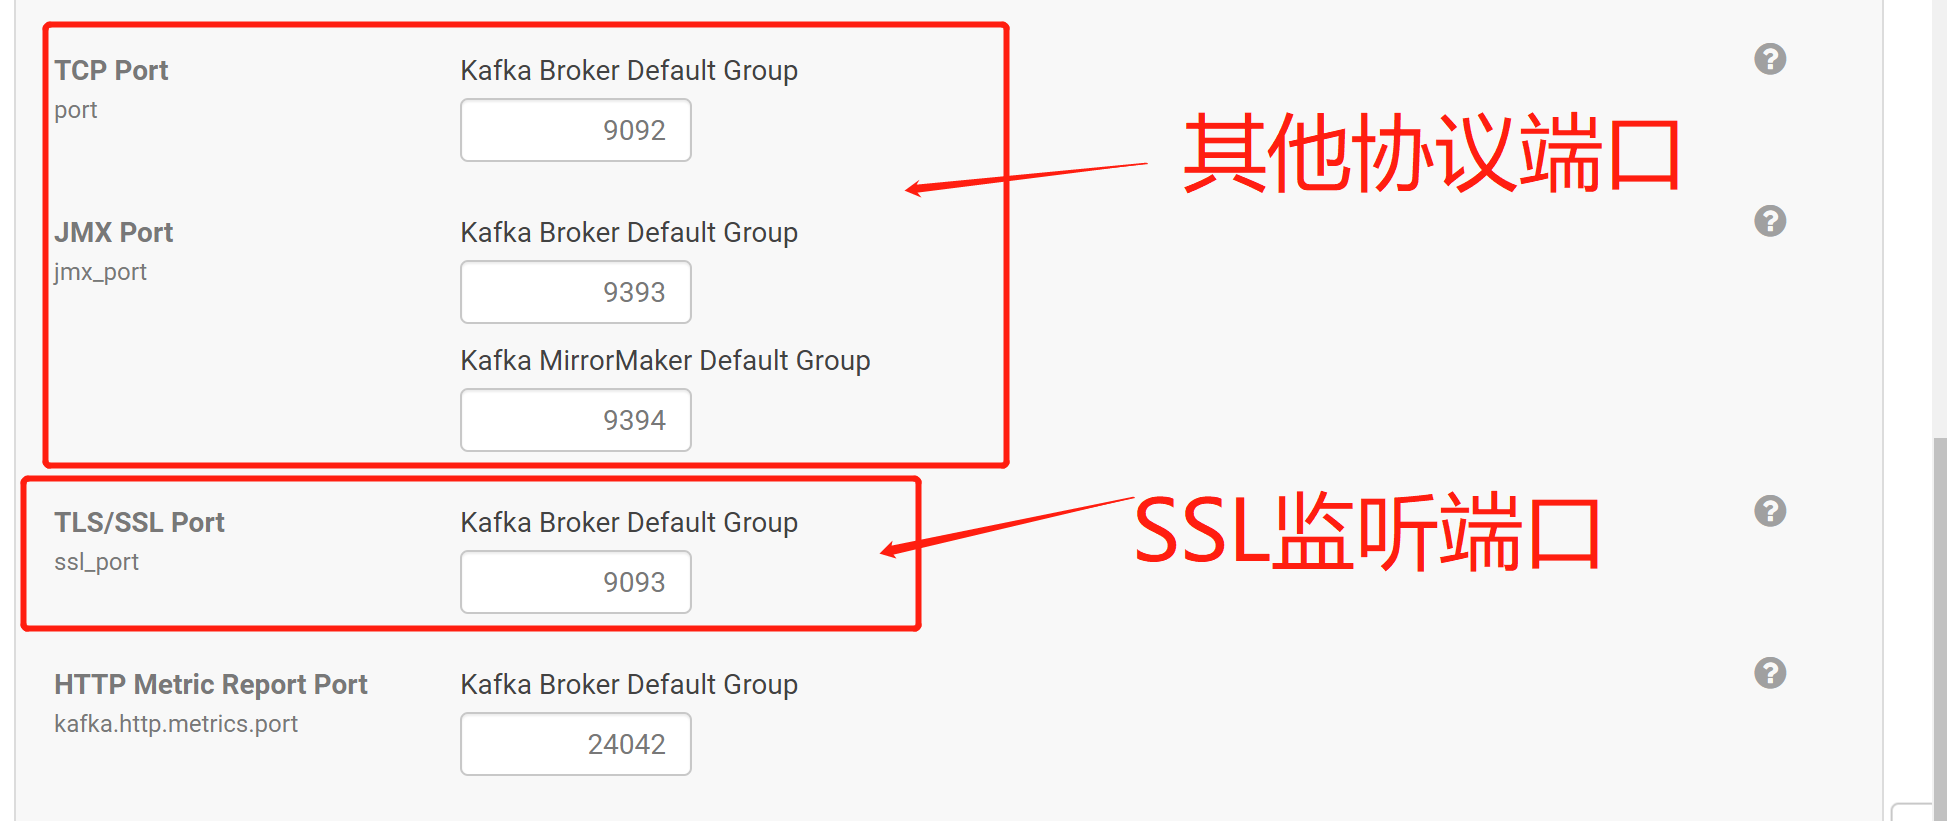 TCP Port
port
Kafka Broker Default Group
9092
其他协议端口
JMX Port
jmx_port
Kafka Broker Default Group
9393
Kafka MirrorMaker Default Group
9394
TLS/SSL Port
ssl_port
Kafka Broker Default Group
9093
SSL监听端口
HTTP Metric Report Port
kafka.http.metrics.port
Kafka Broker Default Group
24042